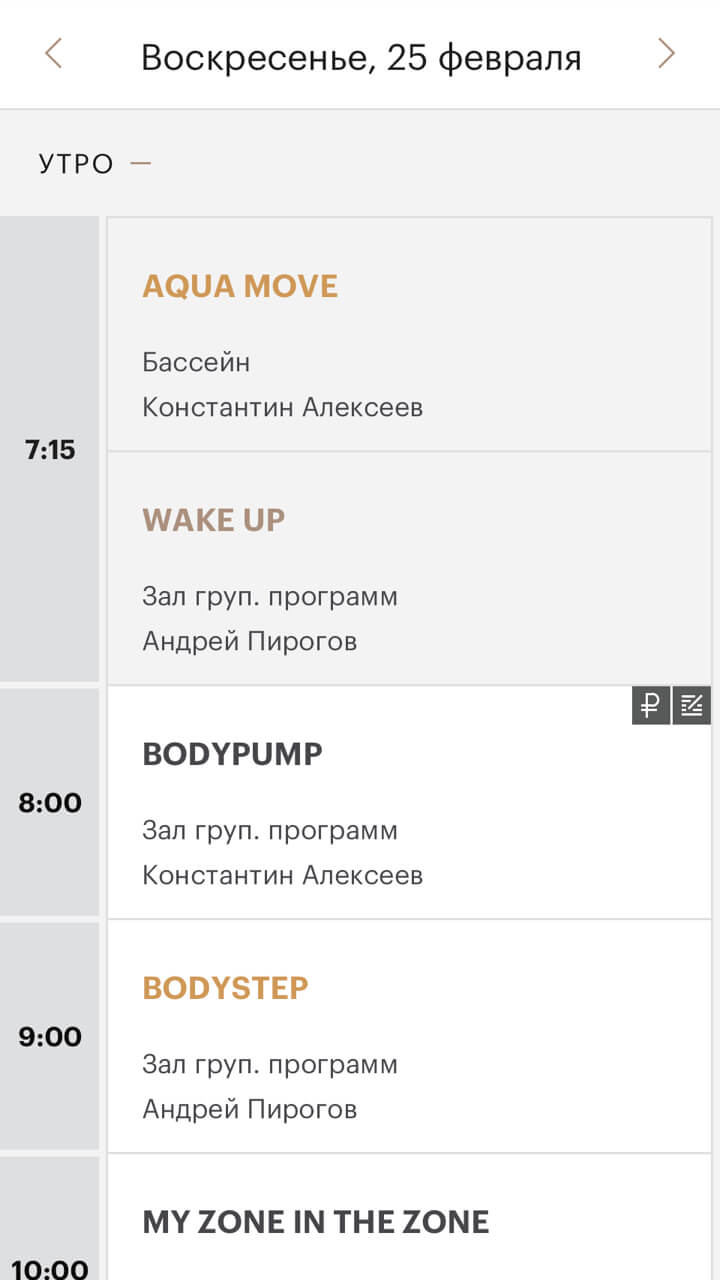 Воскресенье, 25 февраля
УТРО —
7:15
AQUA MOVE
Бассейн
Константин Алексеев
WAKE UP
Зал груп. программ
Андрей Пирогов
8:00
₽
BODYPUMP
Зал груп. программ
Константин Алексеев
9:00
BODYSTEP
Зал груп. программ
Андрей Пирогов
10:00
MY ZONE IN THE ZONE